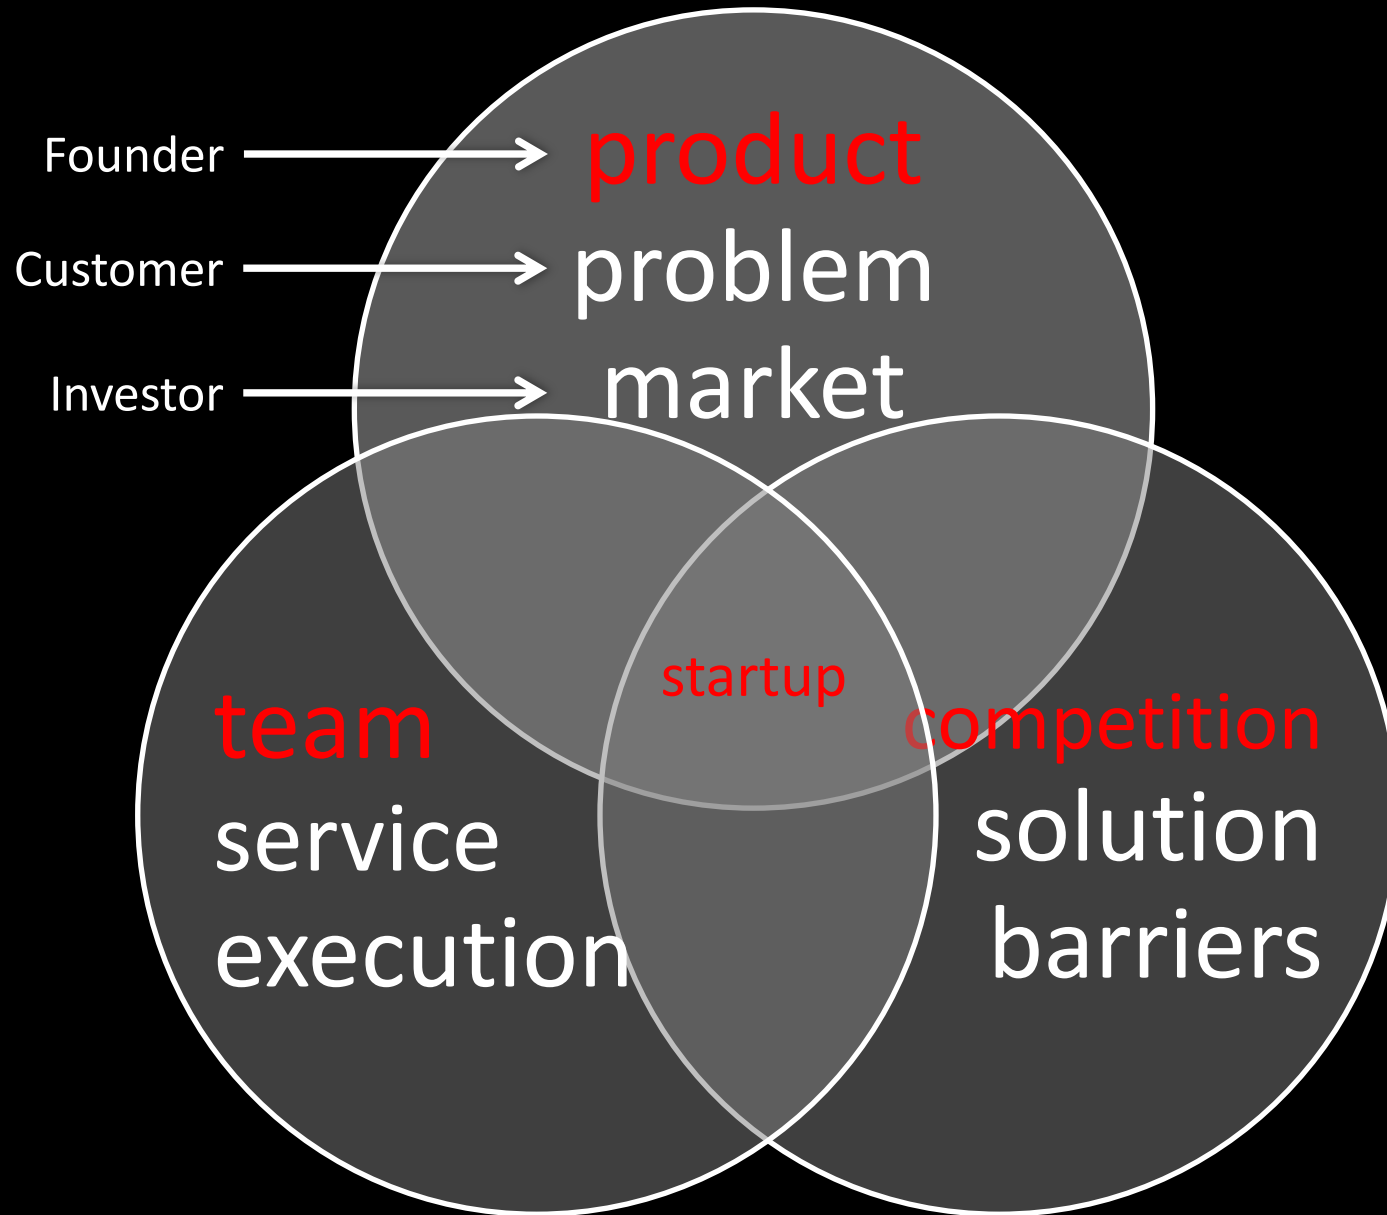 Founder
product
Customer
problem
Investor
market
startup
team
service
execution
competition
solution
barriers